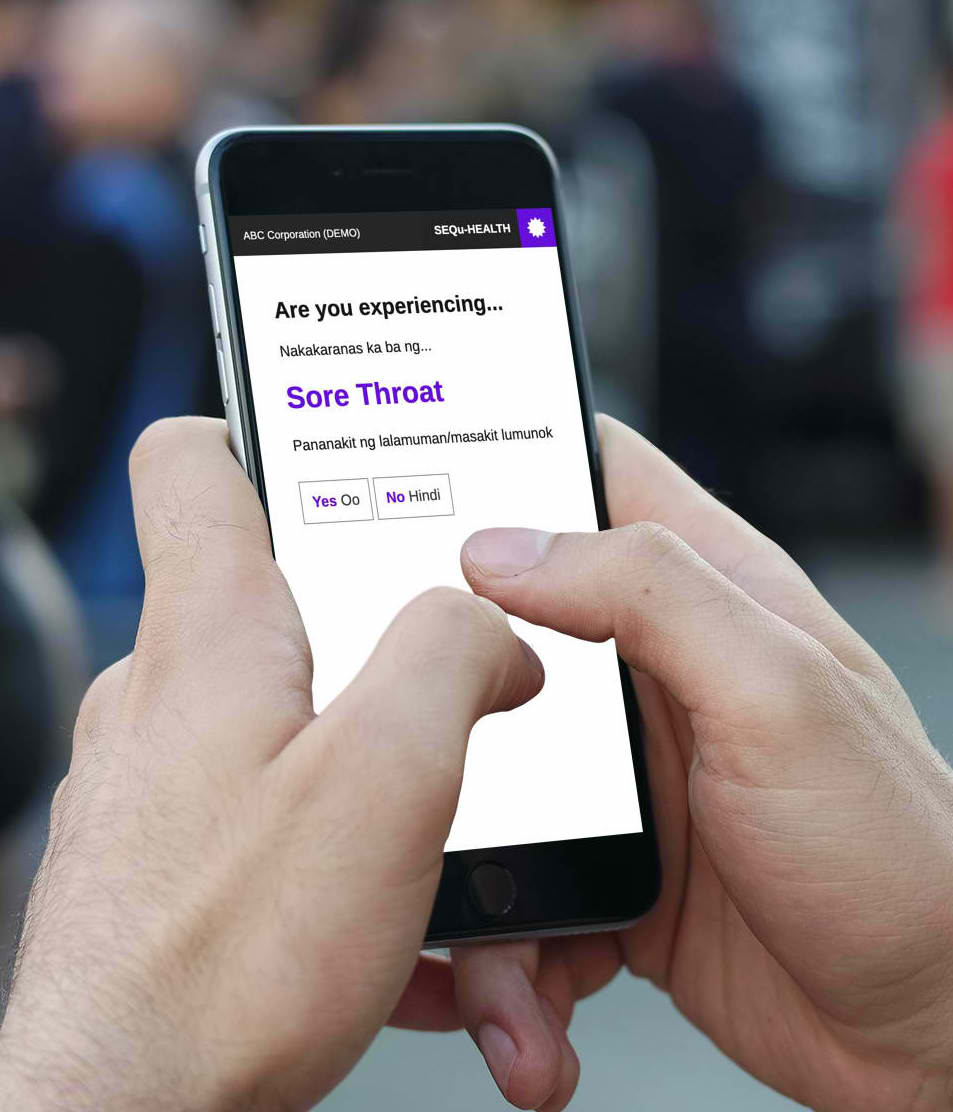 ABC Corporation (DEMO) SEQu-HEALTH
Are you experiencing...
Nakakaranas ka ba ng...
Sore Throat
Pananakit ng lalamuman/masakit lumunok
Yes Oo No Hindi